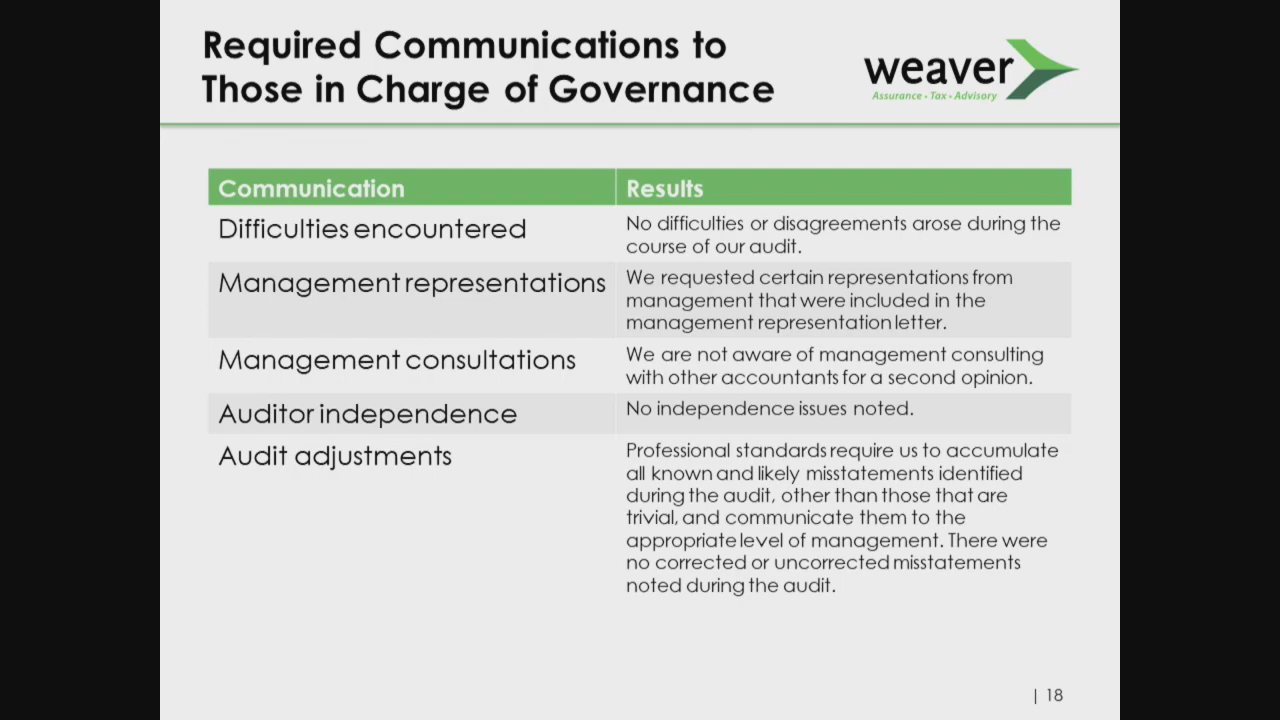 Required Communications to
Those in Charge of Governance
weaver
Assurance • Tax • Advisory
Communication
Results
Difficulties encountered
No difficulties or disagreements arose during the
course of our audit.
Management representations
We requested certain representations from
management that were included in the
management representation letter.
Management consultations
We are not aware of management consulting
with other accountants for a second opinion.
Auditor independence
No independence issues noted.
Audit adjustments
Professional standards require us to accumulate
all known and likely misstatements identified
during the audit, other than those that are
trivial, and communicate them to the
appropriate level of management. There were
no corrected or uncorrected misstatements
noted during the audit.
| 18